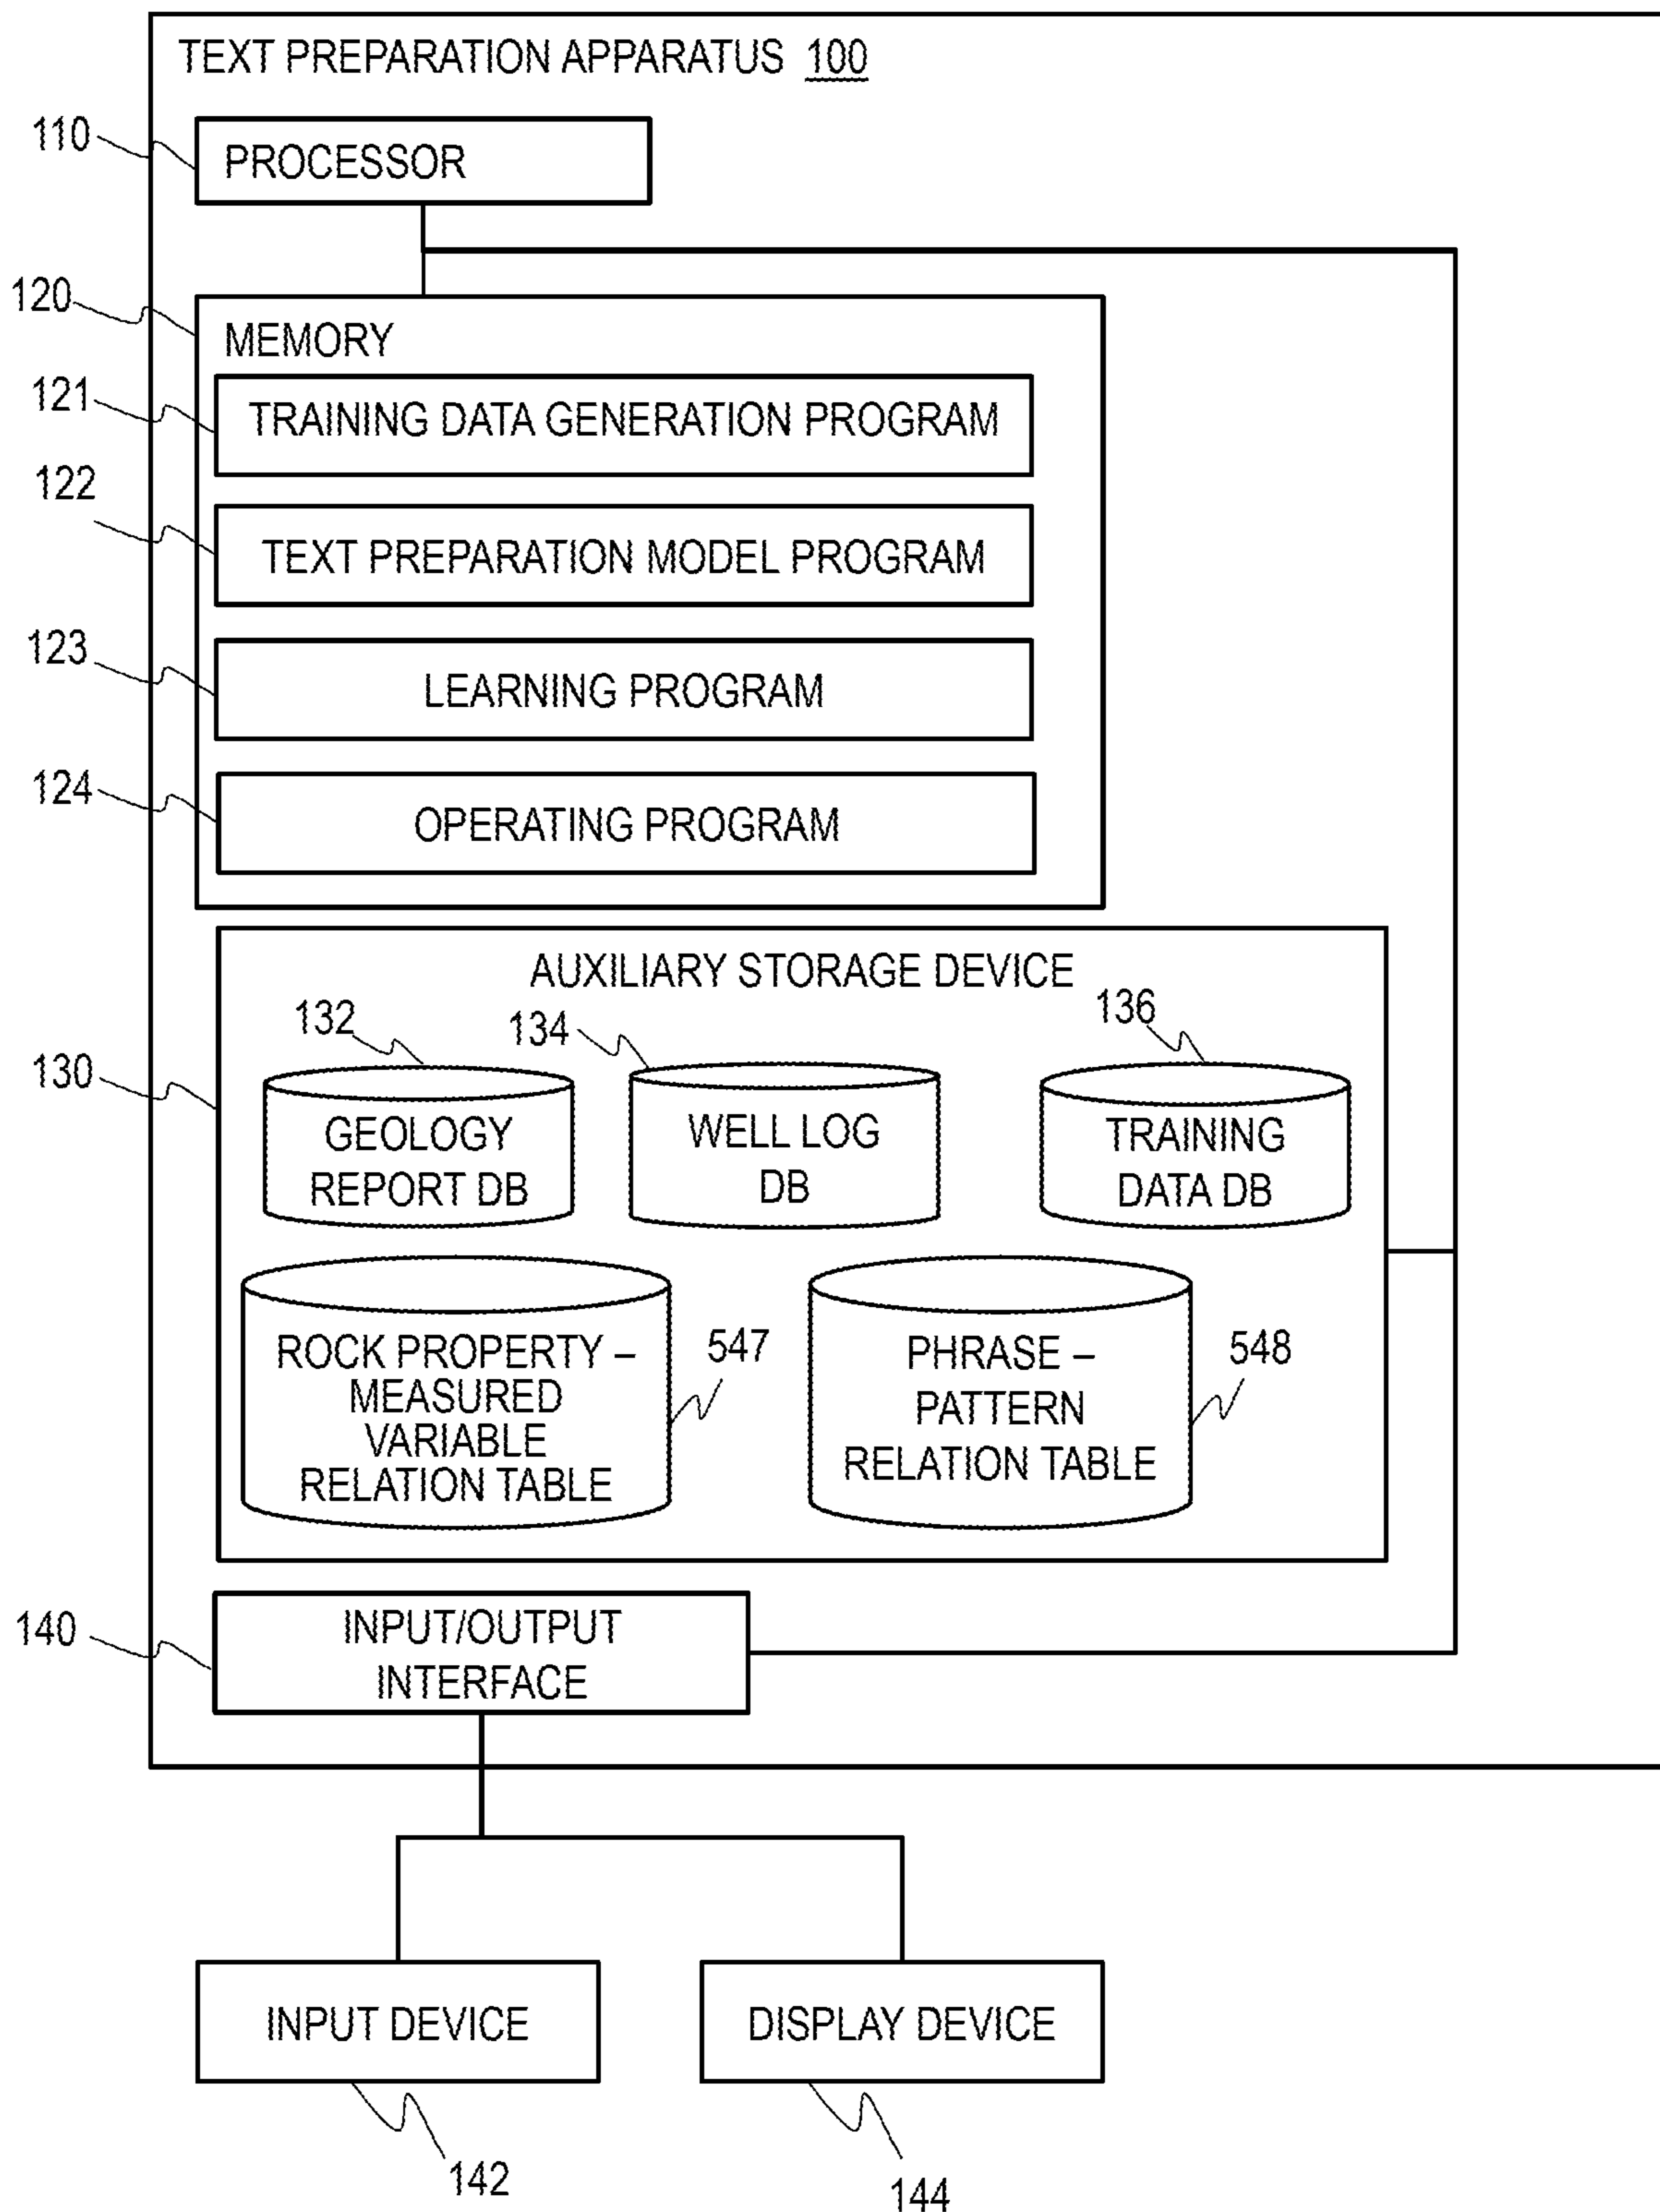 TEXT PREPARATION APPARATUS 100
110
PROCESSOR
120
MEMORY
121
TRAINING DATA GENERATION PROGRAM
122
TEXT PREPARATION MODEL PROGRAM
123
LEARNING PROGRAM
124
OPERATING PROGRAM
AUXILIARY STORAGE DEVICE
130
132
134
136
GEOLOGY
REPORT DB
WELL LOG
DB
TRAINING
DATA DB
ROCK PROPERTY –
MEASURED
VARIABLE
RELATION TABLE
547
PHRASE –
PATTERN
RELATION TABLE
548
140
INPUT/OUTPUT
INTERFACE
INPUT DEVICE
DISPLAY DEVICE
142
144